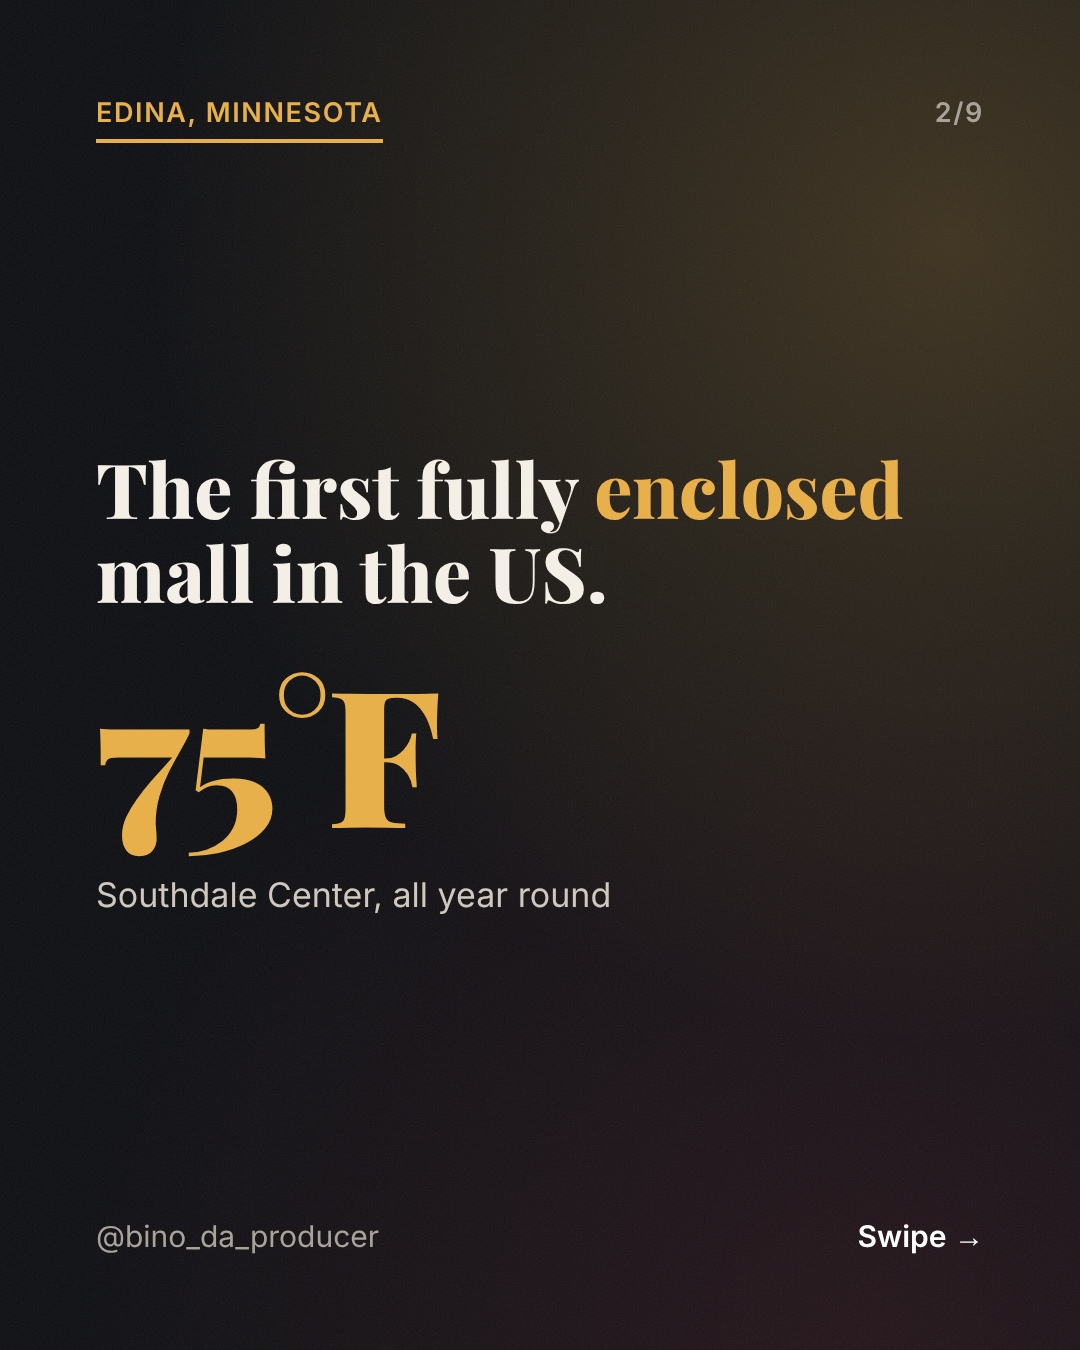 EDINA, MINNESOTA
2/9
The first fully enclosed
mall in the US.
75°F
Southdale Center, all year round
@bino_da_producer
Swipe →